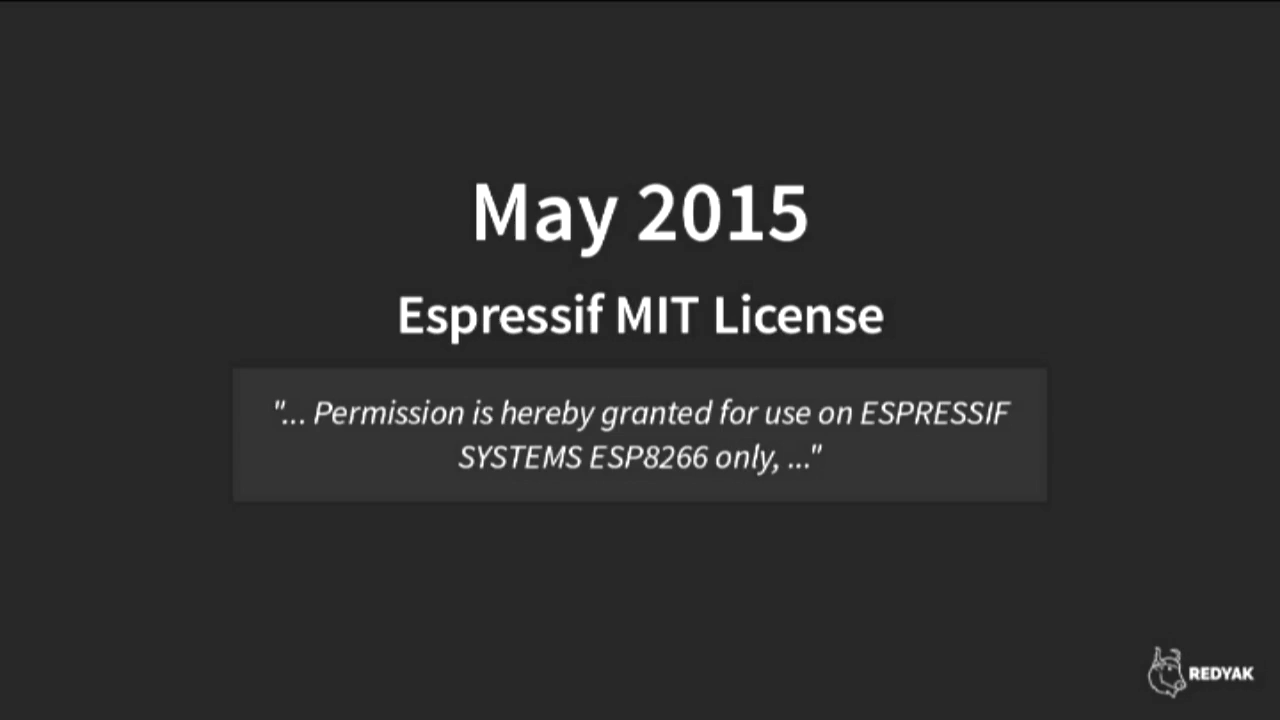 May 2015
Espressif MIT License
"... Permission is hereby granted for use on ESPRESSIF
SYSTEMS ESP8266 only, ..."
REDYAK